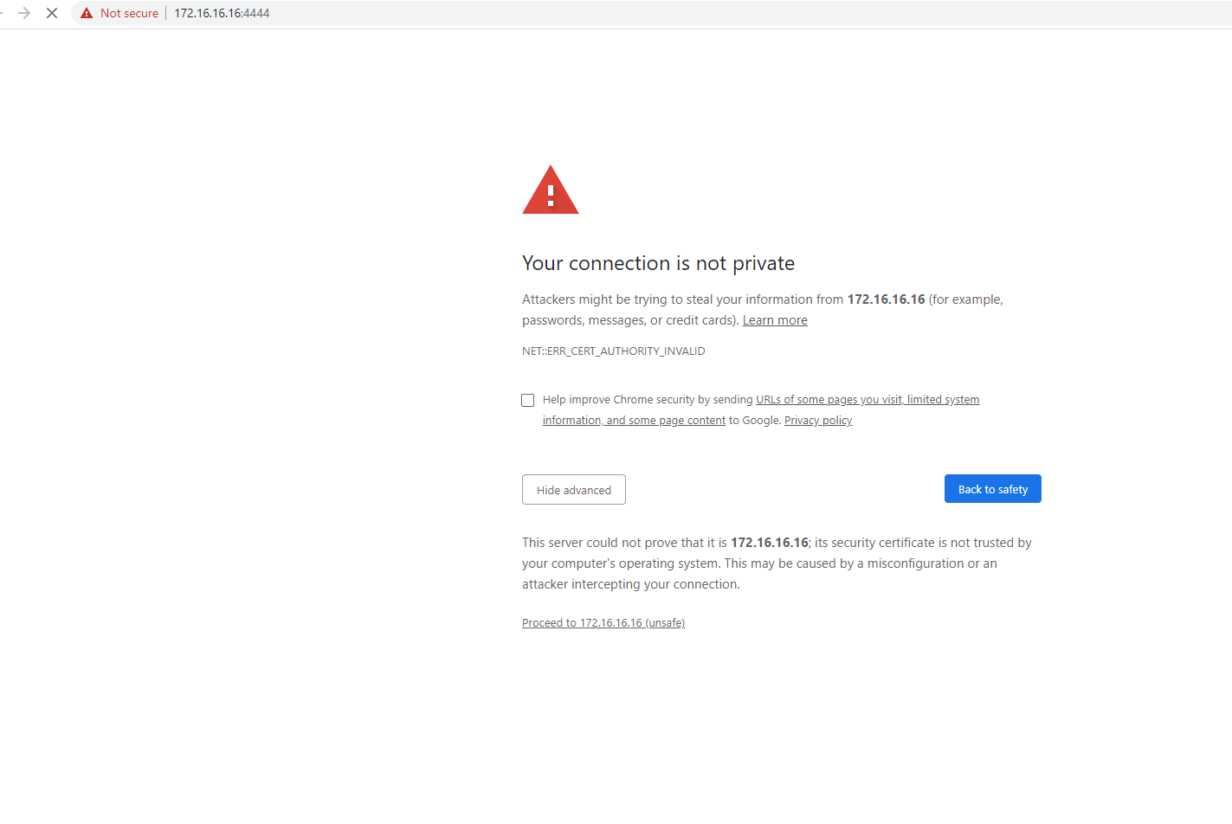 Not secure | 172.16.16.16:4444
Your connection is not private
Attackers might be trying to steal your information from 172.16.16.16 (for example,
passwords, messages, or credit cards). Learn more
NET::ERR_CERT_AUTHORITY_INVALID
Help improve Chrome security by sending URLs of some pages you visit, limited system
information, and some page content to Google. Privacy policy
Hide advanced
Back to safety
This server could not prove that it is 172.16.16.16; its security certificate is not trusted by
your computer's operating system. This may be caused by a misconfiguration or an
attacker intercepting your connection.
Proceed to 172.16.16.16 (unsafe)